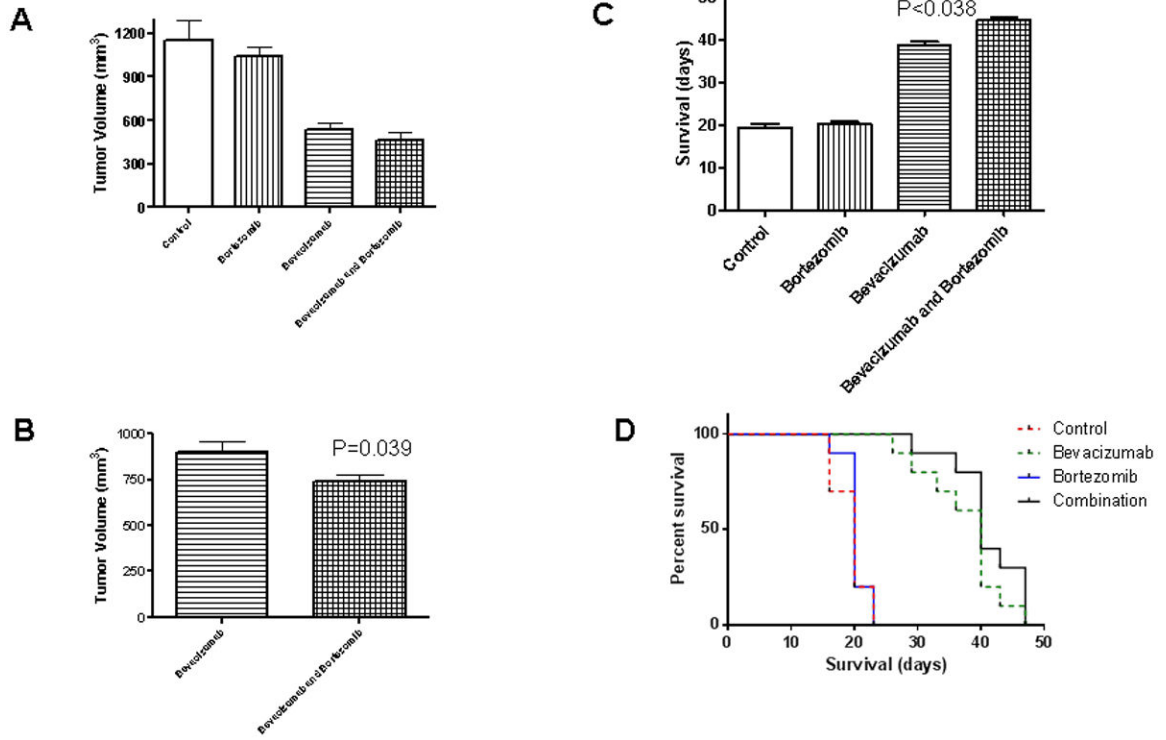 A
Tumor Volume (mm³)
1200
900
600
300
0
Control
Bortezomib
Bevacizumab
Bevacizumab and Bortezomib
C
P<0.038
Survival (days)
40
30
20
10
0
Control
Bortezomib
Bevacizumab
Bevacizumab and Bortezomib
B
Tumor Volume (mm³)
1000
750
500
250
0
P=0.039
Bevacizumab
Bevacizumab and Bortezomib
D
Percent survival
100
50
0
0 10 20 30 40 50
Survival (days)
Control
Bevacizumab
Bortezomib
Combination